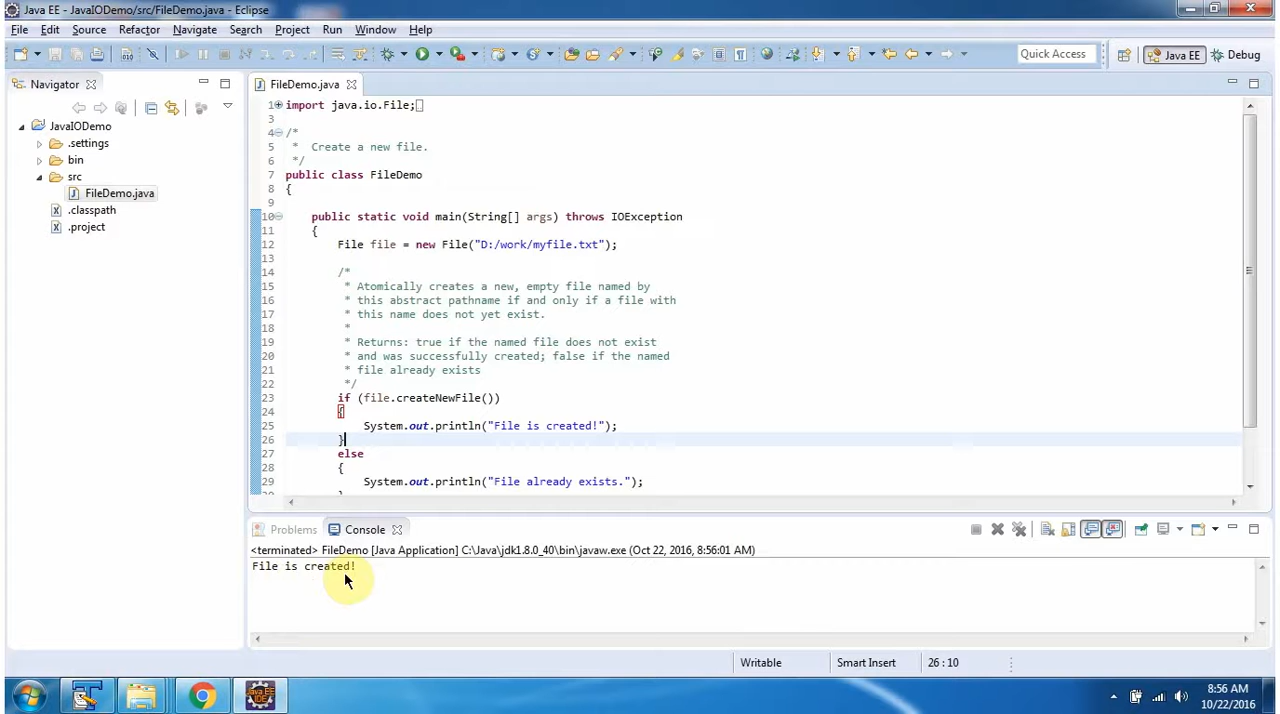 Java EE - JavaIODemo/src/FileDemo.java - Eclipse
File Edit Source Refactor Navigate Search Project Run Window Help
Quick Access
Java EE
Debug
Navigator
JavaIODemo
.settings
bin
src
FileDemo.java
.classpath
.project
FileDemo.java
1 import java.io.File;
3
4 /*
5 * Create a new file.
6 */
7 public class FileDemo
8 {
9
10 public static void main(String[] args) throws IOException
11 {
12 File file = new File("D:/work/myfile.txt");
13
14 /*
15 * Atomically creates a new, empty file named by
16 * this abstract pathname if and only if a file with
17 * this name does not yet exist.
18 *
19 * Returns: true if the named file does not exist
20 * and was successfully created; false if the named
21 * file already exists
22 */
23 if (file.createNewFile())
24 {
25 System.out.println("File is created!");
26 }
27 else
28 {
29 System.out.println("File already exists.");
Problems Console
<terminated> FileDemo [Java Application] C:\Java\jdk1.8.0_40\bin\javaw.exe (Oct 22, 2016, 8:56:01 AM)
File is created!
Writable
Smart Insert
26 : 10
Java EE
IDE
8:56 AM
10/22/2016